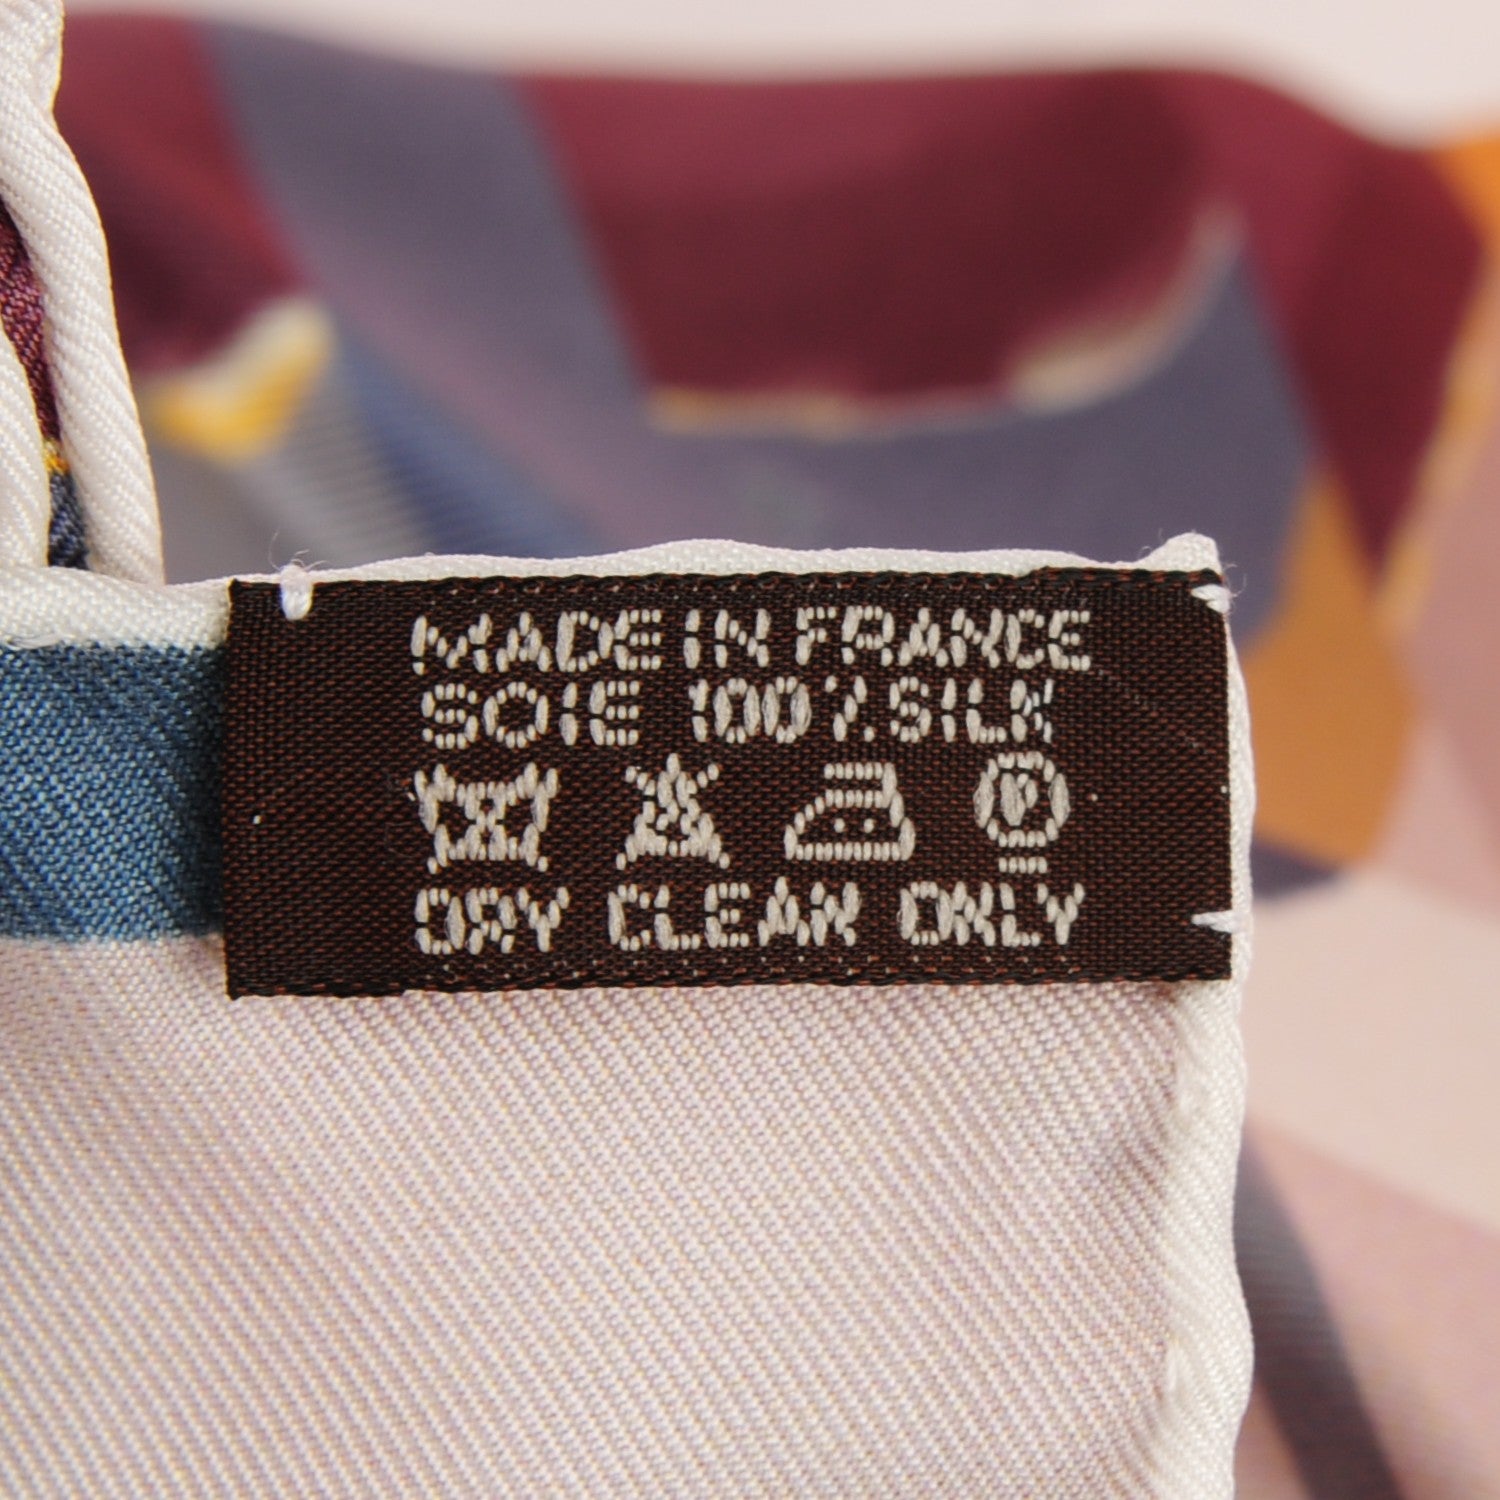 MADE IN FRANCE
SOIE 100% SILK
P
DRY CLEAN ONLY